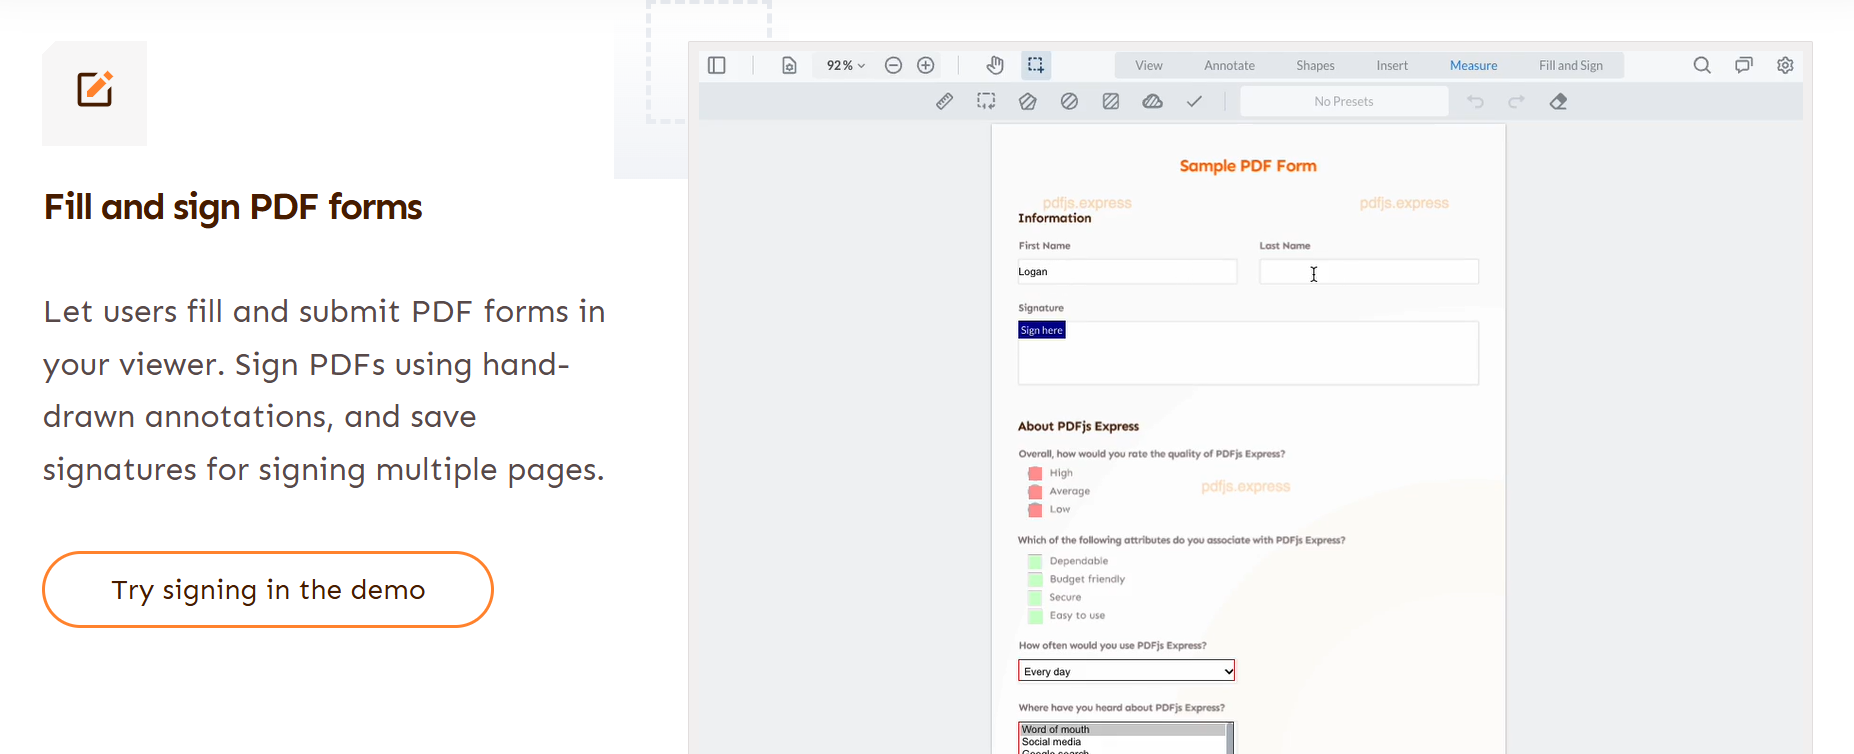 Fill and sign PDF forms
Let users fill and submit PDF forms in
your viewer. Sign PDFs using hand-
drawn annotations, and save
signatures for signing multiple pages.
Try signing in the demo
92%
View Annotate Shapes Insert Measure Fill and Sign
No Presets
Sample PDF Form
pdfjs.express pdfjs.express
Information
First Name Last Name
Logan
Signature
Sign here
About PDFjs Express
Overall, how would you rate the quality of PDFjs Express?
High
pdfjs.express
Average
Low
Which of the following attributes do you associate with PDFjs Express?
Dependable
Budget friendly
Secure
Easy to use
How often would you use PDFjs Express?
Every day
Where have you heard about PDFjs Express?
Word of mouth
Social media
Google search